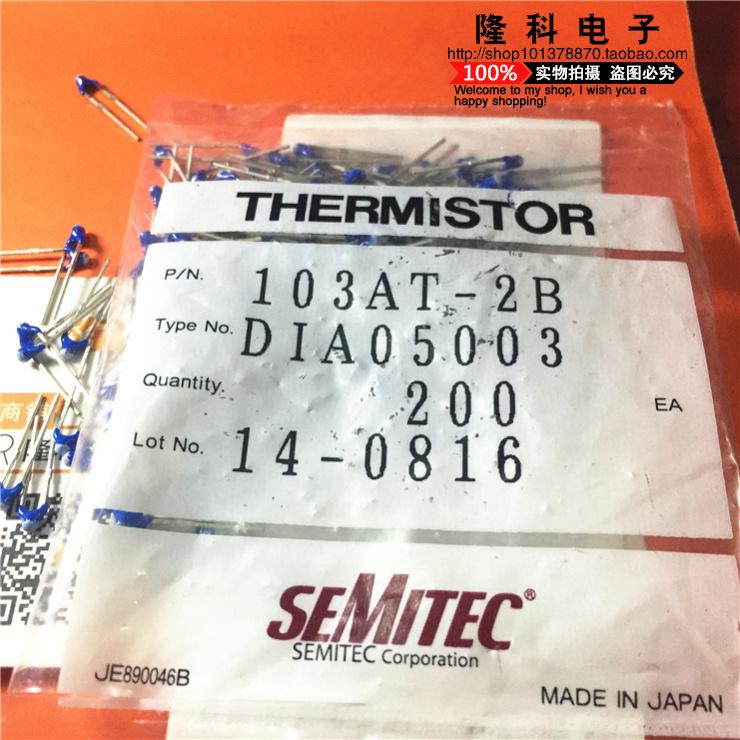 隆科电子
http://shop101378870.taobao.com
100% 实物拍摄 盗图必究
Welcome to my shop, I wish you a
happy shopping!
THERMISTOR
P/N. 103AT-2B
Type No. DIA05003
Quantity. 200 EA
Lot No. 14-0816
商
R 隆
SEMITEC®
SEMITEC Corporation
JE890046B
MADE IN JAPAN